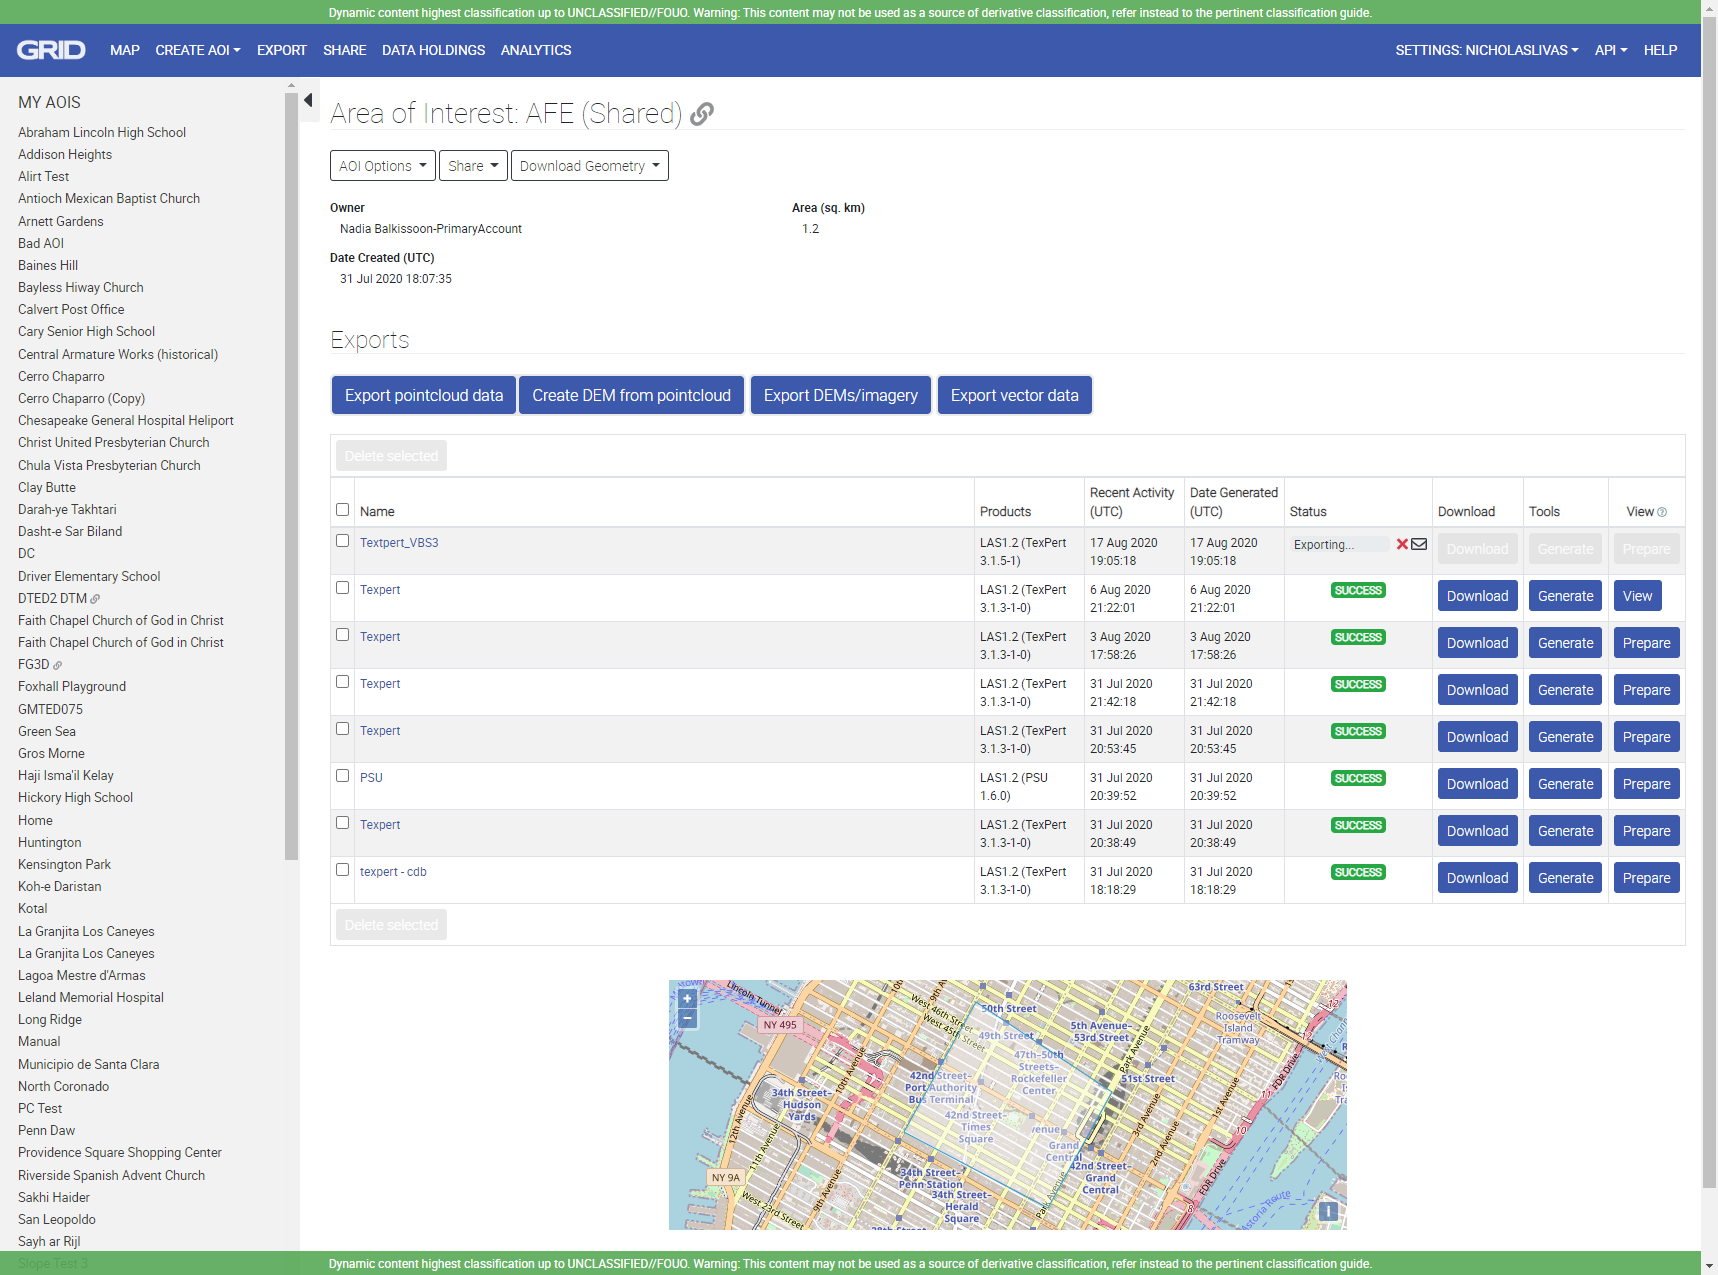 Dynamic content highest classification up to UNCLASSIFIED//FOUO. Warning: This content may not be used as a source of derivative classification, refer instead to the pertinent classification guide.
GRID MAP CREATE AOI EXPORT SHARE DATA HOLDINGS ANALYTICS SETTINGS: NICHOLASLIVAS API HELP
MY AOIS
Abraham Lincoln High School
Addison Heights
Alirt Test
Antioch Mexican Baptist Church
Arnett Gardens
Bad AOI
Baines Hill
Bayless Hiway Church
Calvert Post Office
Cary Senior High School
Central Armature Works (historical)
Cerro Chaparro
Cerro Chaparro (Copy)
Chesapeake General Hospital Heliport
Christ United Presbyterian Church
Chula Vista Presbyterian Church
Clay Butte
Darah-ye Takhtari
Dasht-e Sar Biland
DC
Driver Elementary School
DTED2 DTM
Faith Chapel Church of God in Christ
Faith Chapel Church of God in Christ
FG3D
Foxhall Playground
GMTED075
Green Sea
Gros Morne
Haji Isma'il Kelay
Hickory High School
Home
Huntington
Kensington Park
Koh-e Daristan
Kotal
La Granjita Los Caneyes
La Granjita Los Caneyes
Lagoa Mestre d'Armas
Leland Memorial Hospital
Long Ridge
Manual
Municipio de Santa Clara
North Coronado
PC Test
Penn Daw
Providence Square Shopping Center
Riverside Spanish Advent Church
Sakhi Haider
San Leopoldo
Sayh ar Rijl
Slope Test 3
Area of Interest: AFE (Shared)
AOI Options Share Download Geometry
Owner
Nadia Balkissoon-PrimaryAccount
Area (sq. km)
1.2
Date Created (UTC)
31 Jul 2020 18:07:35
Exports
Export pointcloud data Create DEM from pointcloud Export DEMs/imagery Export vector data
Delete selected
Name Products Recent Activity (UTC) Date Generated (UTC) Status Download Tools View
Textpert_VBS3 LAS1.2 (TexPert 3.1.5-1) 17 Aug 2020 19:05:18 17 Aug 2020 19:05:18 Exporting... Download Generate Prepare
Texpert LAS1.2 (TexPert 3.1.3-1-0) 6 Aug 2020 21:22:01 6 Aug 2020 21:22:01 SUCCESS Download Generate View
Texpert LAS1.2 (TexPert 3.1.3-1-0) 3 Aug 2020 17:58:26 3 Aug 2020 17:58:26 SUCCESS Download Generate Prepare
Texpert LAS1.2 (TexPert 3.1.3-1-0) 31 Jul 2020 21:42:18 31 Jul 2020 21:42:18 SUCCESS Download Generate Prepare
Texpert LAS1.2 (TexPert 3.1.3-1-0) 31 Jul 2020 20:53:45 31 Jul 2020 20:53:45 SUCCESS Download Generate Prepare
PSU LAS1.2 (PSU 1.6.0) 31 Jul 2020 20:39:52 31 Jul 2020 20:39:52 SUCCESS Download Generate Prepare
Texpert LAS1.2 (TexPert 3.1.3-1-0) 31 Jul 2020 20:38:49 31 Jul 2020 20:38:49 SUCCESS Download Generate Prepare
texpert - cdb LAS1.2 (TexPert 3.1.3-1-0) 31 Jul 2020 18:18:29 31 Jul 2020 18:18:29 SUCCESS Download Generate Prepare
Delete selected
+
−
Lincoln Tunnel
NY 495
West 46th Street
West 45th Street
9th Avenue
50th Street
49th Street
63rd Street
12
Roosevelt
Island
Tramway
5th Avenue–
53rd Street
Park Avenue
47th–50th
Streets–
Rockefeller
Center
51st Street
10th Avenue
42nd Street–
Port Authority
Bus Terminal
34th Street–
Hudson
Yards
42nd Street–
Times
Square
12th Avenue
11th Avenue
3rd Avenue
1st Avenue
FDR Drive
11
10
Grand
Central
42nd Street–
Grand
Central
2nd Avenue
NY 9A
West 23rd Street
9th Avenue
34th Street–
Penn Station
34th Street–
Herald
Square
28th Street
Park Avenue
FDR Drive
8
Astoria Route
i
Dynamic content highest classification up to UNCLASSIFIED//FOUO. Warning: This content may not be used as a source of derivative classification, refer instead to the pertinent classification guide.